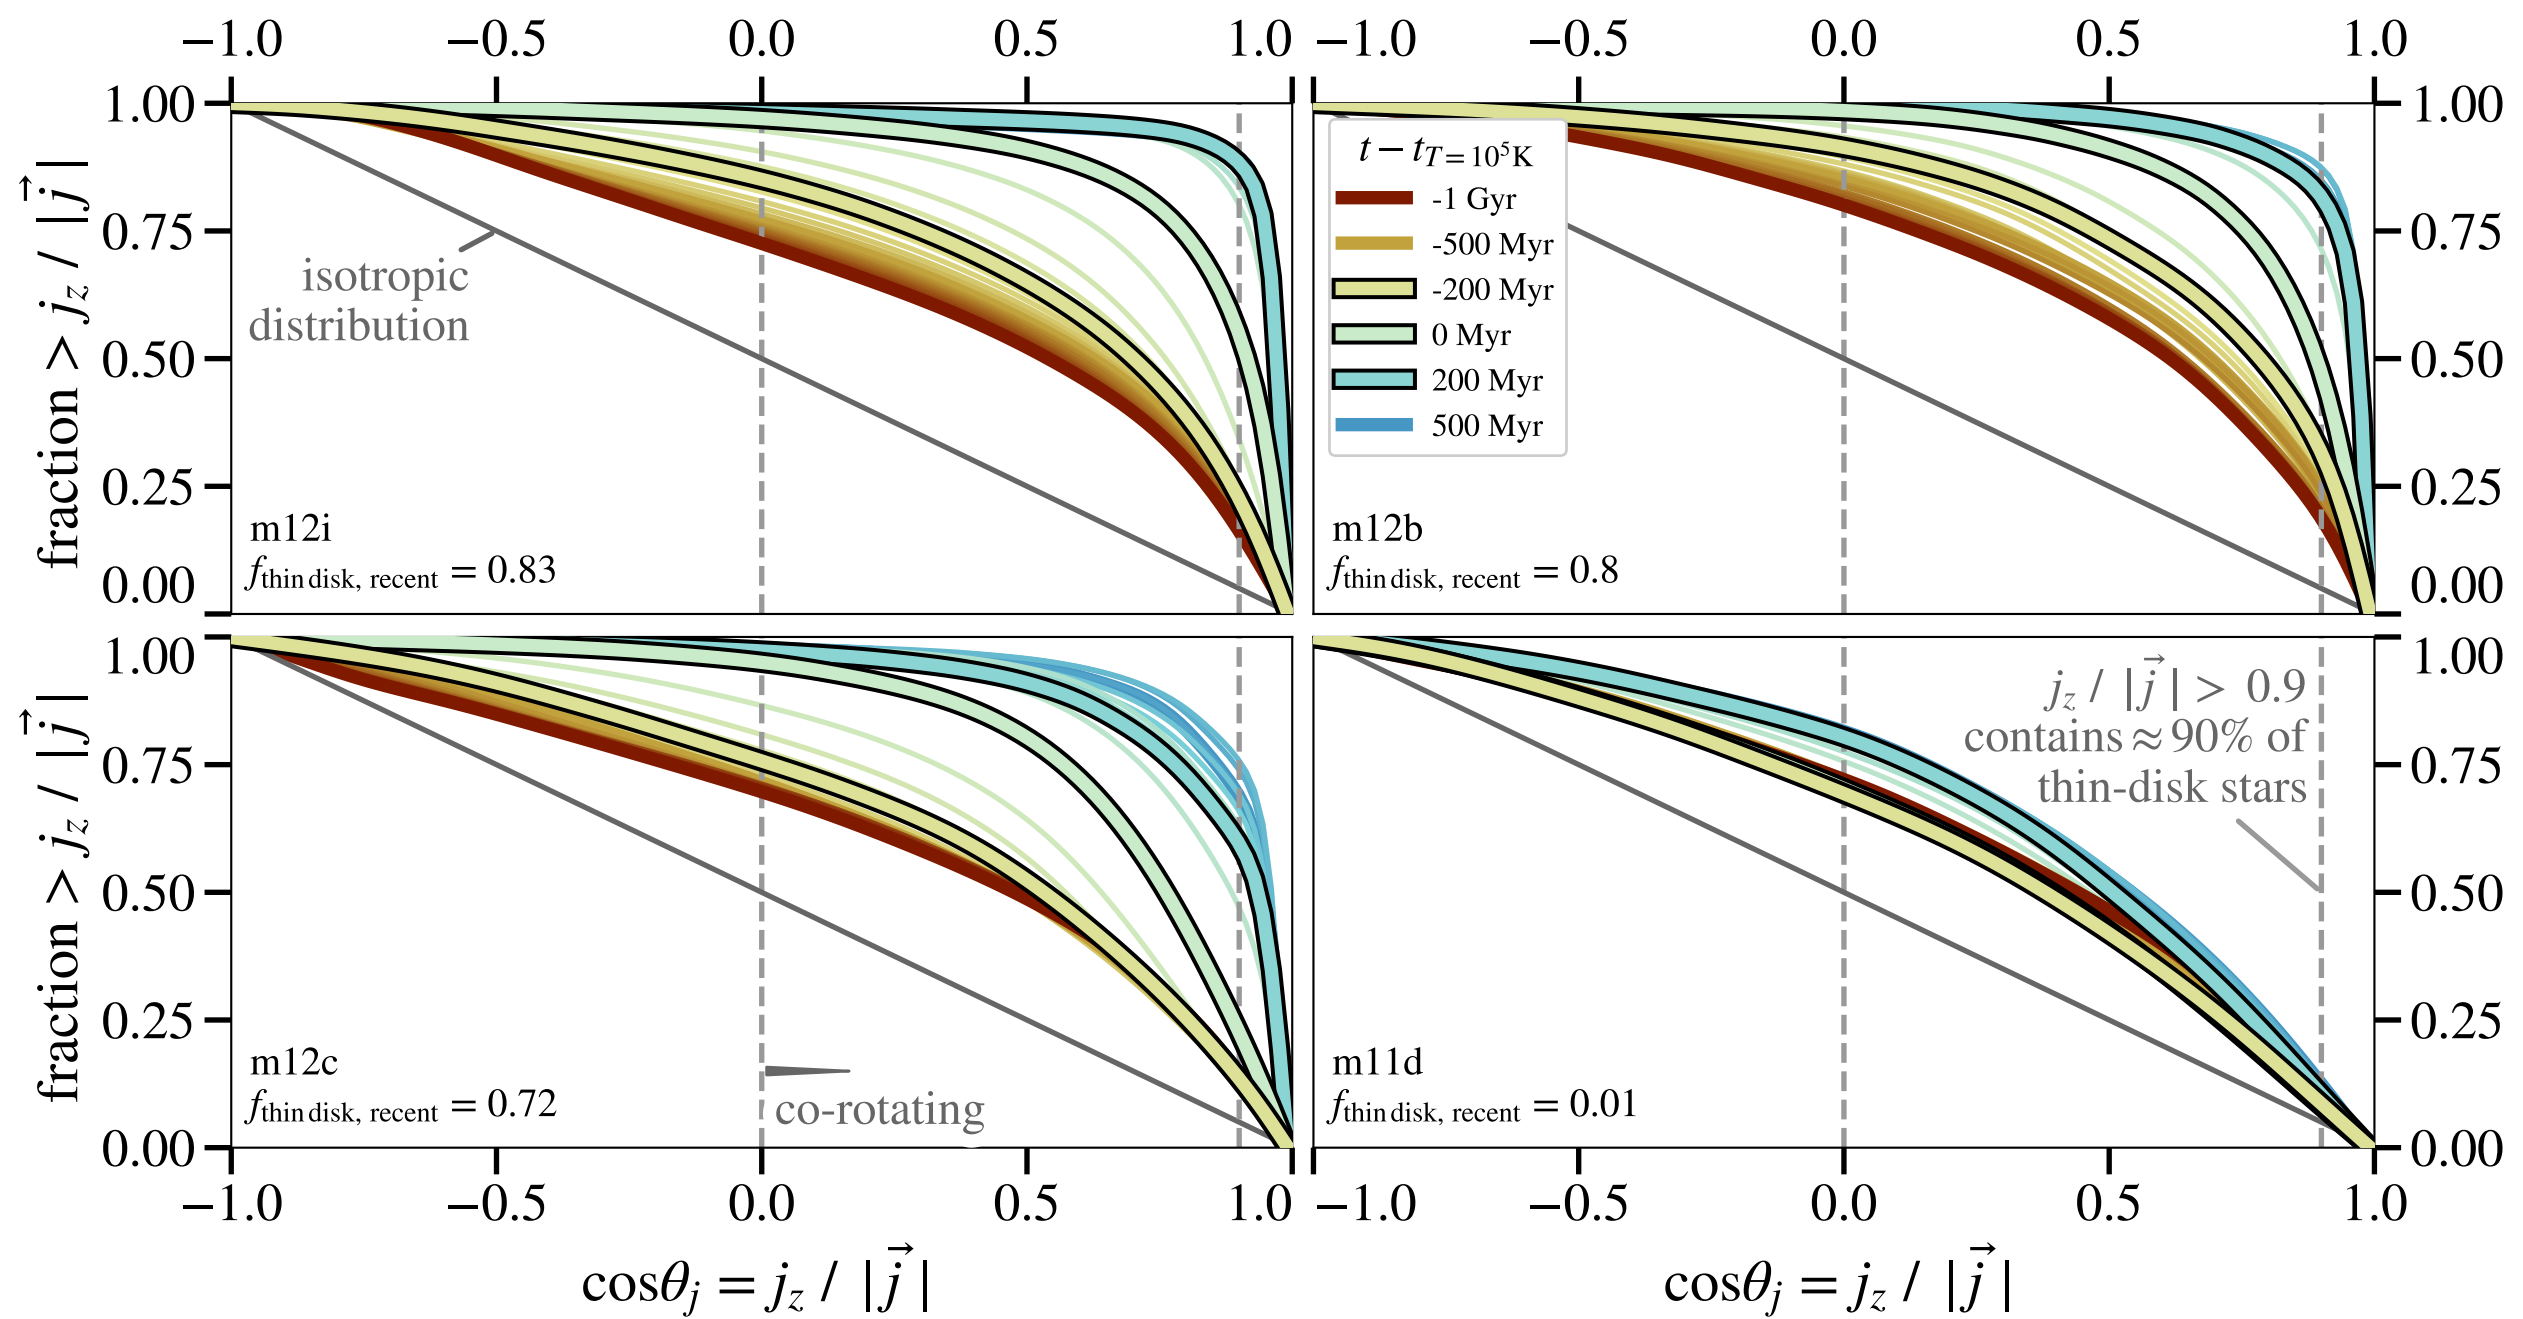 −1.0 −0.5 0.0 0.5 1.0
−1.0 −0.5 0.0 0.5 1.0
fraction > j_z / |j⃗|
1.00
0.75
0.50
0.25
0.00
isotropic
distribution
m12i
f_thin disk, recent = 0.83
t − t_T=10⁵K
-1 Gyr
-500 Myr
-200 Myr
0 Myr
200 Myr
500 Myr
m12b
f_thin disk, recent = 0.8
1.00
0.75
0.50
0.25
0.00
fraction > j_z / |j⃗|
1.00
0.75
0.50
0.25
0.00
m12c
f_thin disk, recent = 0.72
co-rotating
j_z / |j⃗| > 0.9
contains ≈ 90% of
thin-disk stars
m11d
f_thin disk, recent = 0.01
1.00
0.75
0.50
0.25
0.00
−1.0 −0.5 0.0 0.5 1.0
−1.0 −0.5 0.0 0.5 1.0
cosθ_j = j_z / |j⃗|
cosθ_j = j_z / |j⃗|